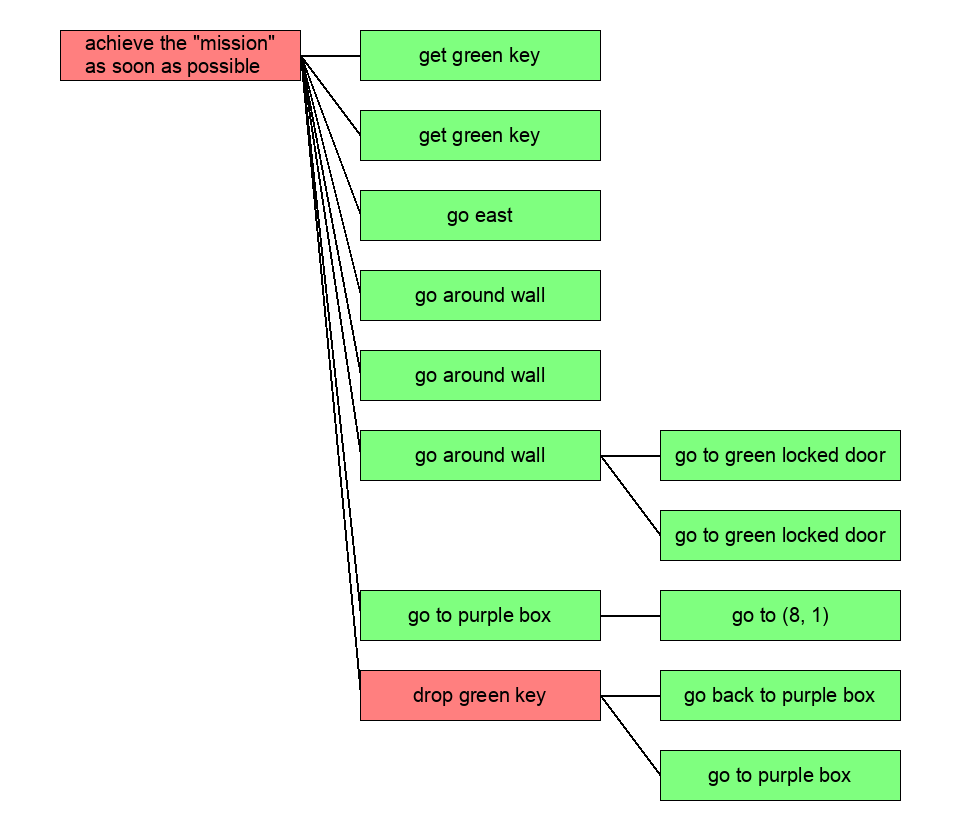 achieve the "mission"
as soon as possible
get green key
get green key
go east
go around wall
go around wall
go around wall
go to green locked door
go to green locked door
go to purple box
go to (8, 1)
drop green key
go back to purple box
go to purple box